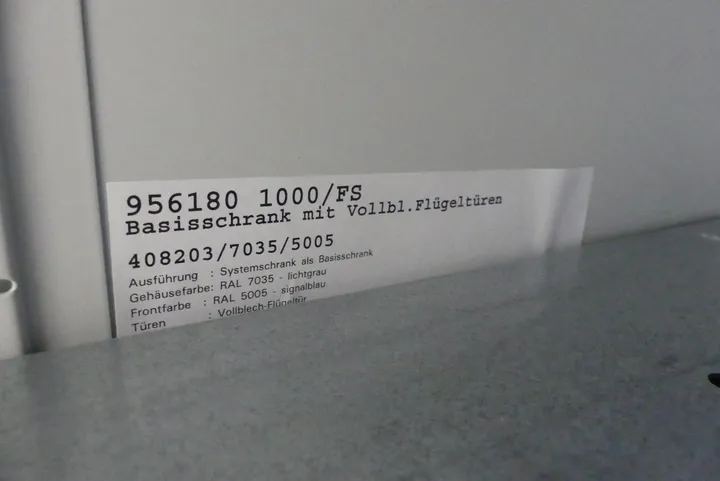 956180 1000/FS
Basisschrank mit Vollbl.Flügeltüren
408203/7035/5005
Ausführung : Systemschrank als Basisschrank
Gehäusefarbe: RAL 7035 - lichtgrau
Frontfarbe : RAL 5005 - signalblau
Türen : Vollblech-Flügeltür